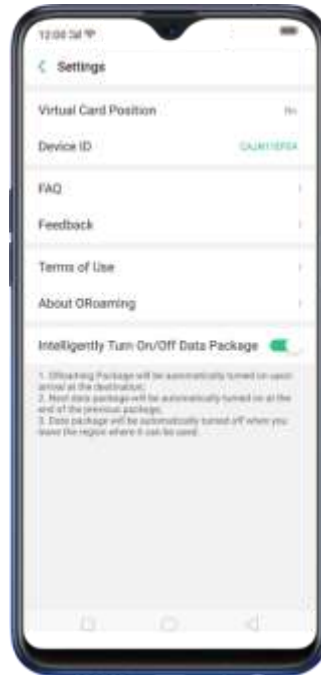 12:00
Settings
Virtual Card Position No
Device ID
FAQ
Feedback
Terms of Use
About ORoaming
Intelligently Turn On/Off Data Package
1. ORoaming Package will be automatically turned on upon
arrival at the destination;
2. Next data package will be automatically turned on at the
end of the previous package;
3. Data package will be automatically turned off when you
leave the region where it can be used.